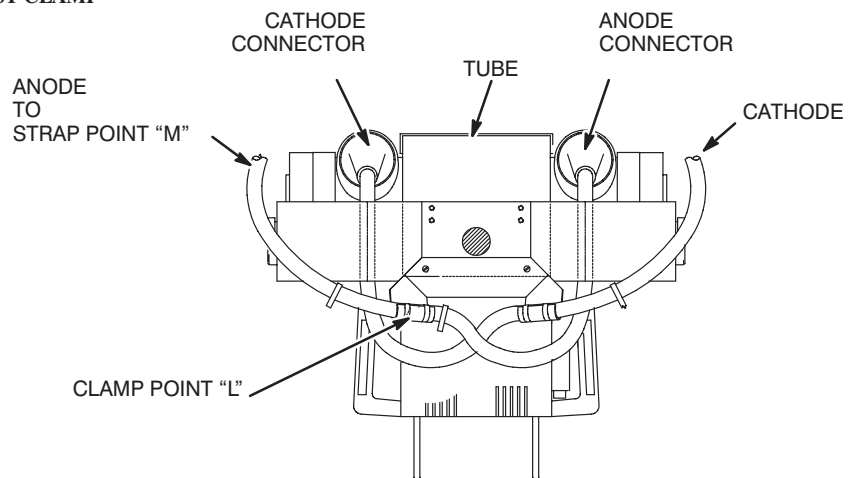 CATHODE
CONNECTOR
ANODE
CONNECTOR
TUBE
ANODE
TO
STRAP POINT “M”
CATHODE
CLAMP POINT “L”